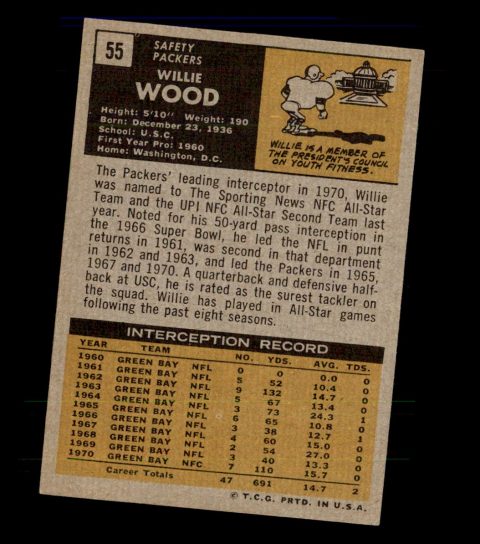 55
SAFETY
PACKERS
WILLIE
WOOD
Height: 5'10" Weight: 190
Born: December 23, 1936
School: U.S.C.
First Year Pro: 1960
Home: Washington, D.C.
WILLIE IS A MEMBER OF
THE PRESIDENT'S COUNCIL
ON YOUTH FITNESS.
The Packers' leading interceptor in 1970, Willie
was named to The Sporting News NFC All-Star
Team and the UPI NFC All-Star Second Team last
year. Noted for his 50-yard pass interception in
the 1966 Super Bowl, he led the NFL in punt
returns in 1961, was second in that department
in 1962 and 1963, and led the Packers in 1965,
1967 and 1970. A quarterback and defensive half-
back at USC, he is rated as the surest tackler on
the squad. Willie has played in All-Star games
following the past eight seasons.
INTERCEPTION RECORD
YEAR TEAM NO. YDS. AVG. TDS.
1960 GREEN BAY NFL 0 0 0.0 0
1961 GREEN BAY NFL 5 52 10.4 0
1962 GREEN BAY NFL 9 132 14.7 0
1963 GREEN BAY NFL 5 67 13.4 0
1964 GREEN BAY NFL 3 73 24.3 1
1965 GREEN BAY NFL 6 65 10.8 0
1966 GREEN BAY NFL 3 38 12.7 1
1967 GREEN BAY NFL 4 60 15.0 0
1968 GREEN BAY NFL 2 54 27.0 0
1969 GREEN BAY NFL 3 40 13.3 0
1970 GREEN BAY NFC 7 110 15.7 0
Career Totals 47 691 14.7 2
© T.C.G. PRTD. IN U.S.A.